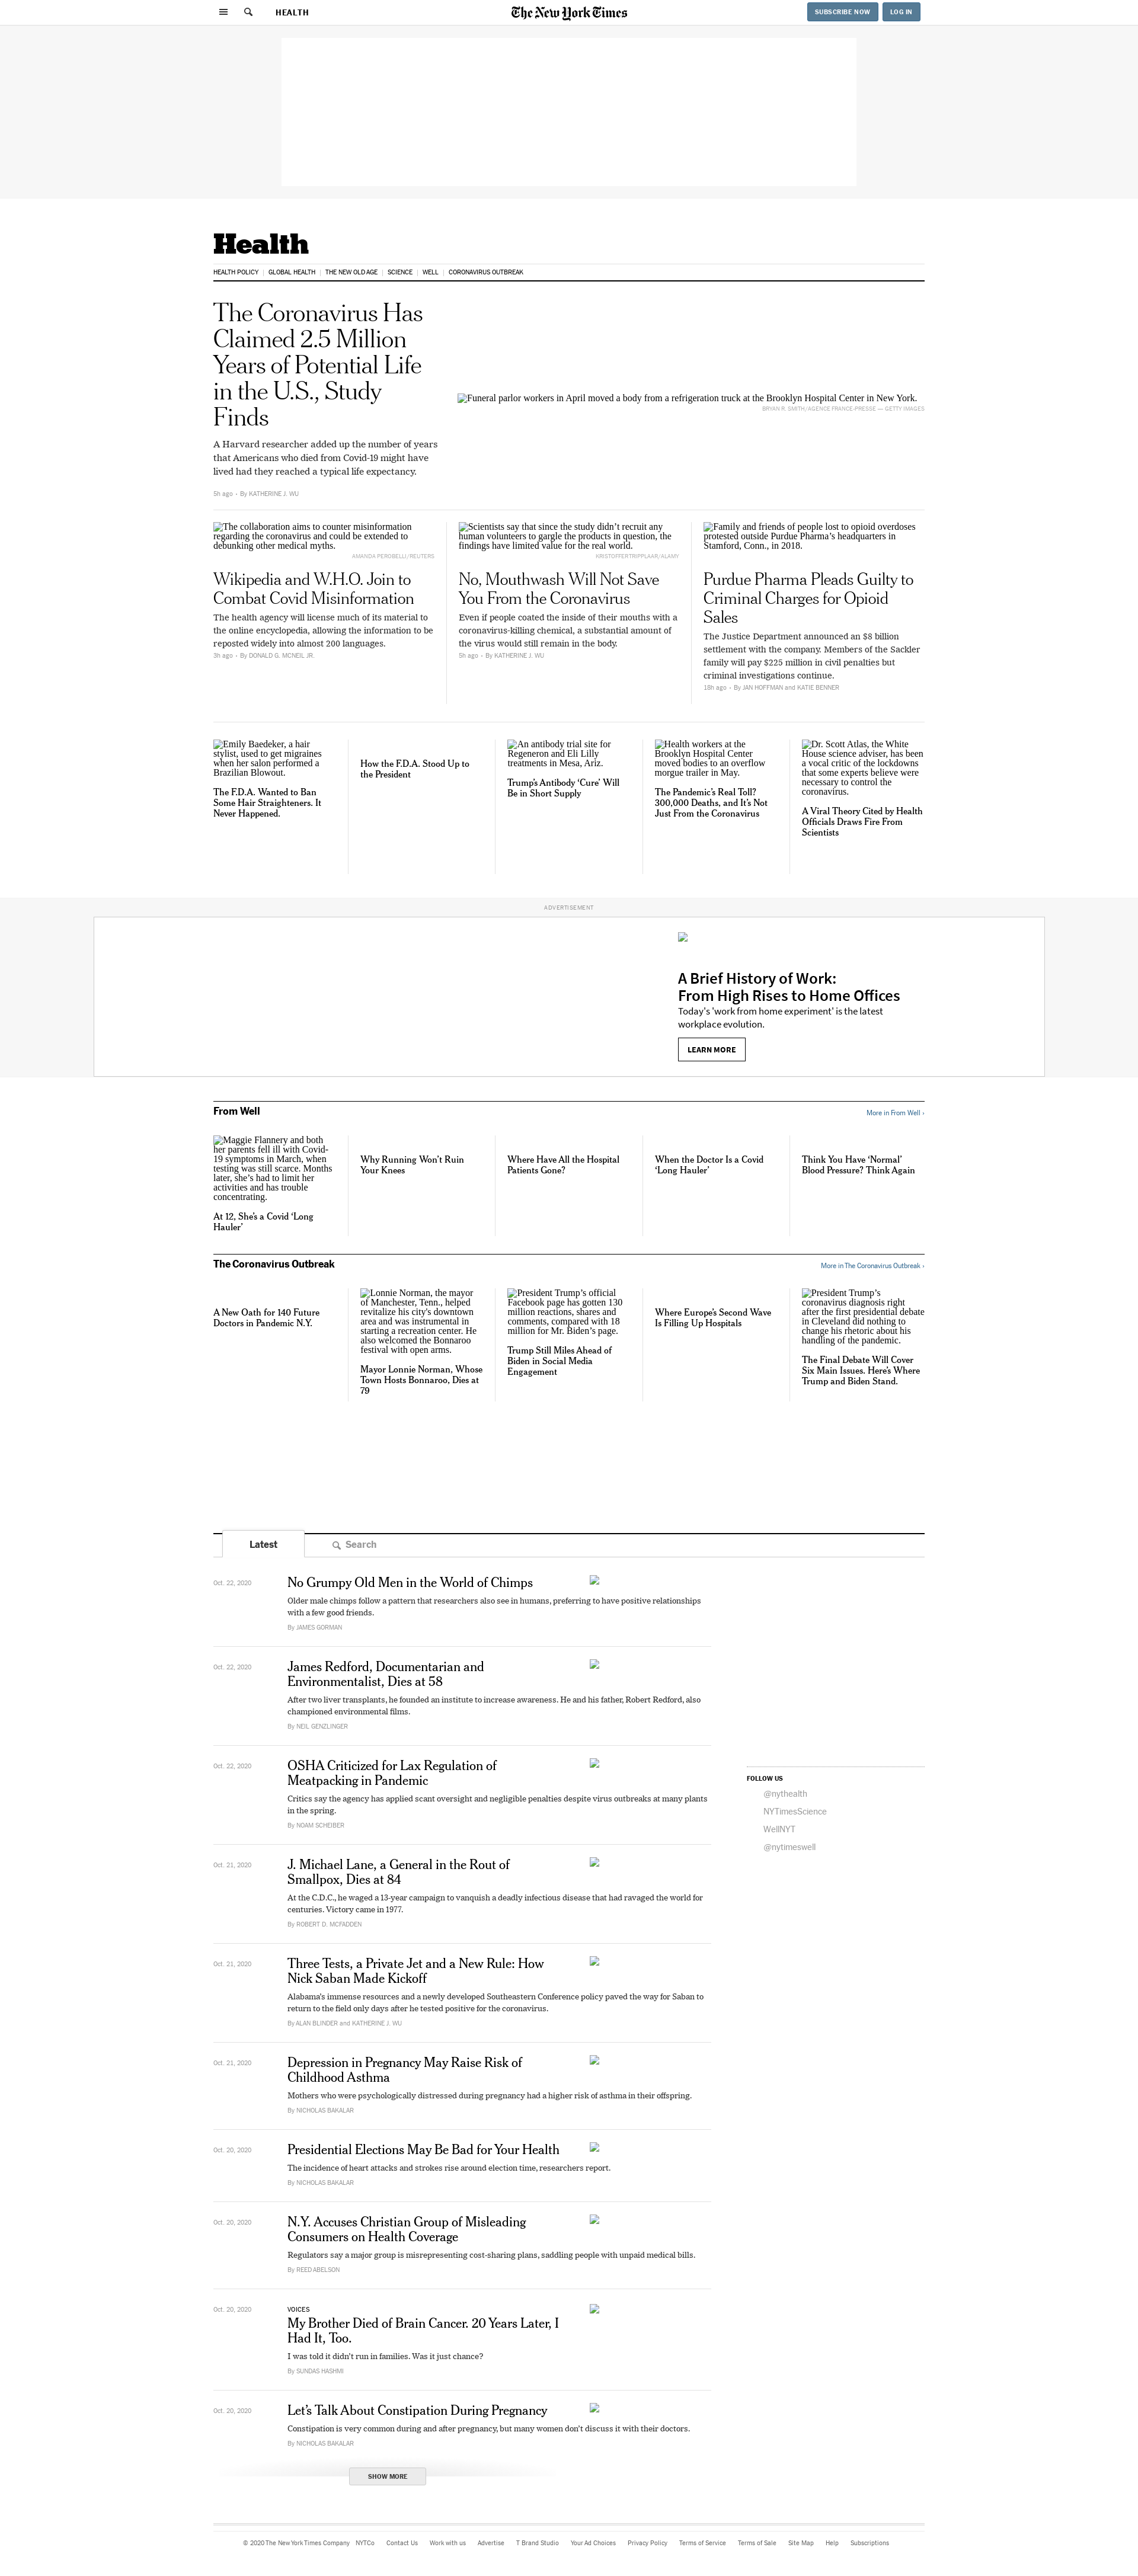 HEALTH
The New York Times
SUBSCRIBE NOW
LOG IN
Health
HEALTH POLICY | GLOBAL HEALTH | THE NEW OLD AGE | SCIENCE | WELL | CORONAVIRUS OUTBREAK
The Coronavirus Has
Claimed 2.5 Million
Years of Potential Life
in the U.S., Study
Finds
A Harvard researcher added up the number of years
that Americans who died from Covid-19 might have
lived had they reached a typical life expectancy.
5h ago • By KATHERINE J. WU
Funeral parlor workers in April moved a body from a refrigeration truck at the Brooklyn Hospital Center in New York.
BRYAN R. SMITH/AGENCE FRANCE-PRESSE — GETTY IMAGES
The collaboration aims to counter misinformation
regarding the coronavirus and could be extended to
debunking other medical myths.
AMANDA PEROBELLI/REUTERS
Wikipedia and W.H.O. Join to
Combat Covid Misinformation
The health agency will license much of its material to
the online encyclopedia, allowing the information to be
reposted widely into almost 200 languages.
3h ago • By DONALD G. MCNEIL JR.
Scientists say that since the study didn't recruit any
human volunteers to gargle the products in question, the
findings have limited value for the real world.
KRISTOFFERTRIPPLAAR/ALAMY
No, Mouthwash Will Not Save
You From the Coronavirus
Even if people coated the inside of their mouths with a
coronavirus-killing chemical, a substantial amount of
the virus would still remain in the body.
5h ago • By KATHERINE J. WU
Family and friends of people lost to opioid overdoses
protested outside Purdue Pharma's headquarters in
Stamford, Conn., in 2018.
Purdue Pharma Pleads Guilty to
Criminal Charges for Opioid
Sales
The Justice Department announced an $8 billion
settlement with the company. Members of the Sackler
family will pay $225 million in civil penalties but
criminal investigations continue.
18h ago • By JAN HOFFMAN and KATIE BENNER
Emily Baedeker, a hair
stylist, used to get migraines
when her salon performed a
Brazilian Blowout.
The F.D.A. Wanted to Ban
Some Hair Straighteners. It
Never Happened.
How the F.D.A. Stood Up to
the President
An antibody trial site for
Regeneron and Eli Lilly
treatments in Mesa, Ariz.
Trump's Antibody ‘Cure’ Will
Be in Short Supply
Health workers at the
Brooklyn Hospital Center
moved bodies to an overflow
morgue trailer in May.
The Pandemic's Real Toll?
300,000 Deaths, and It's Not
Just From the Coronavirus
Dr. Scott Atlas, the White
House science adviser, has been
a vocal critic of the lockdowns
that some experts believe were
necessary to control the
coronavirus.
A Viral Theory Cited by Health
Officials Draws Fire From
Scientists
ADVERTISEMENT
A Brief History of Work:
From High Rises to Home Offices
Today's 'work from home experiment' is the latest
workplace evolution.
LEARN MORE
From Well
More in From Well ›
Maggie Flannery and both
her parents fell ill with Covid-
19 symptoms in March, when
testing was still scarce. Months
later, she's had to limit her
activities and has trouble
concentrating.
At 12, She's a Covid ‘Long
Hauler’
Why Running Won't Ruin
Your Knees
Where Have All the Hospital
Patients Gone?
When the Doctor Is a Covid
‘Long Hauler’
Think You Have ‘Normal’
Blood Pressure? Think Again
The Coronavirus Outbreak
More in The Coronavirus Outbreak ›
A New Oath for 140 Future
Doctors in Pandemic N.Y.
Lonnie Norman, the mayor
of Manchester, Tenn., helped
revitalize his city's downtown
area and was instrumental in
starting a recreation center. He
also welcomed the Bonnaroo
festival with open arms.
Mayor Lonnie Norman, Whose
Town Hosts Bonnaroo, Dies at
79
President Trump's official
Facebook page has gotten 130
million reactions, shares and
comments, compared with 18
million for Mr. Biden's page.
Trump Still Miles Ahead of
Biden in Social Media
Engagement
Where Europe's Second Wave
Is Filling Up Hospitals
President Trump's
coronavirus diagnosis right
after the first presidential debate
in Cleveland did nothing to
change his rhetoric about his
handling of the pandemic.
The Final Debate Will Cover
Six Main Issues. Here's Where
Trump and Biden Stand.
Latest
Search
Oct. 22, 2020
No Grumpy Old Men in the World of Chimps
Older male chimps follow a pattern that researchers also see in humans, preferring to have positive relationships
with a few good friends.
By JAMES GORMAN
Oct. 22, 2020
James Redford, Documentarian and
Environmentalist, Dies at 58
After two liver transplants, he founded an institute to increase awareness. He and his father, Robert Redford, also
championed environmental films.
By NEIL GENZLINGER
Oct. 22, 2020
OSHA Criticized for Lax Regulation of
Meatpacking in Pandemic
Critics say the agency has applied scant oversight and negligible penalties despite virus outbreaks at many plants
in the spring.
By NOAM SCHEIBER
FOLLOW US
@nythealth
NYTimesScience
WellNYT
@nytimeswell
Oct. 21, 2020
J. Michael Lane, a General in the Rout of
Smallpox, Dies at 84
At the C.D.C., he waged a 13-year campaign to vanquish a deadly infectious disease that had ravaged the world for
centuries. Victory came in 1977.
By ROBERT D. MCFADDEN
Oct. 21, 2020
Three Tests, a Private Jet and a New Rule: How
Nick Saban Made Kickoff
Alabama's immense resources and a newly developed Southeastern Conference policy paved the way for Saban to
return to the field only days after he tested positive for the coronavirus.
By ALAN BLINDER and KATHERINE J. WU
Oct. 21, 2020
Depression in Pregnancy May Raise Risk of
Childhood Asthma
Mothers who were psychologically distressed during pregnancy had a higher risk of asthma in their offspring.
By NICHOLAS BAKALAR
Oct. 20, 2020
Presidential Elections May Be Bad for Your Health
The incidence of heart attacks and strokes rise around election time, researchers report.
By NICHOLAS BAKALAR
Oct. 20, 2020
N.Y. Accuses Christian Group of Misleading
Consumers on Health Coverage
Regulators say a major group is misrepresenting cost-sharing plans, saddling people with unpaid medical bills.
By REED ABELSON
Oct. 20, 2020
VOICES
My Brother Died of Brain Cancer. 20 Years Later, I
Had It, Too.
I was told it didn't run in families. Was it just chance?
By SUNDAS HASHMI
Oct. 20, 2020
Let's Talk About Constipation During Pregnancy
Constipation is very common during and after pregnancy, but many women don't discuss it with their doctors.
By NICHOLAS BAKALAR
SHOW MORE
© 2020 The New York Times Company NYTCo Contact Us Work with us Advertise T Brand Studio Your Ad Choices Privacy Policy Terms of Service Terms of Sale Site Map Help Subscriptions